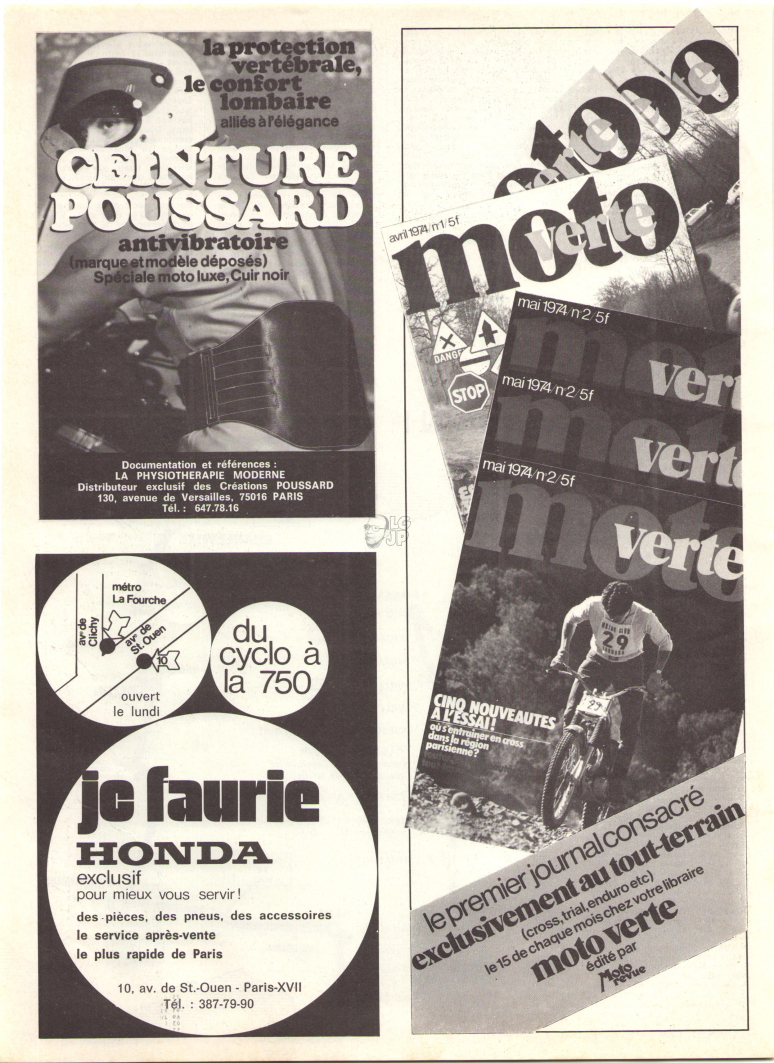 la protection
vertébrale,
le confort
lombaire
alliés à l'élégance
CEINTURE
POUSSARD
antivibratoire
(marque et modèle déposés)
Spéciale moto luxe, Cuir noir
Documentation et références :
LA PHYSIOTHERAPIE MODERNE
Distributeur exclusif des Créations POUSSARD
130, avenue de Versailles, 75016 PARIS
Tél. : 647.78.16
métro
La Fourche
av. de
Clichy
av. de
St. Ouen
10
ouvert
le lundi
du
cyclo à
la 750
jc faurie
HONDA
exclusif
pour mieux vous servir !
des pièces, des pneus, des accessoires
le service après-vente
le plus rapide de Paris
10, av. de St.-Ouen - Paris-XVII
Tél. : 387-79-90
moto
verte
avril 1974/n°1/5f
moto
verte
DANG
STOP
mai 1974/n°2/5f
moto
vert
mai 1974/n°2/5f
moto
verte
mai 1974/n°2/5f
moto
verte
29
27
CINQ NOUVEAUTES
A L'ESSAI !
où s'entrainer en cross
dans la région
parisienne ?
le premier journal consacré
exclusivement au tout-terrain
(cross, trial, enduro etc)
le 15 de chaque mois chez votre libraire
moto verte
édité par
Moto
revue
LC
JP